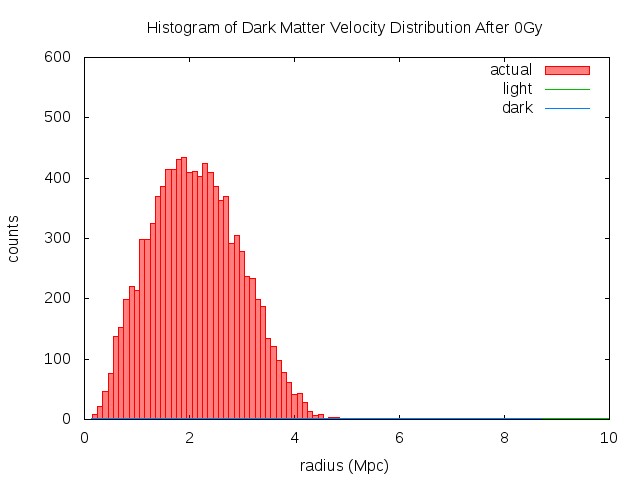 Histogram of Dark Matter Velocity Distribution After 0Gy
600
500
400
300
200
100
0
counts
actual
light
dark
0 2 4 6 8 10
radius (Mpc)